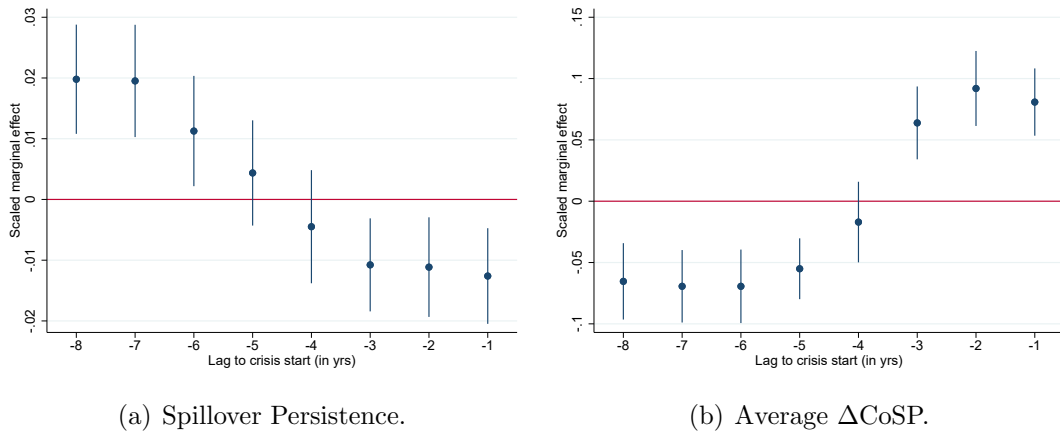 Scaled marginal effect
.03
.02
.01
0
-.01
-.02
-8 -7 -6 -5 -4 -3 -2 -1
Lag to crisis start (in yrs)
(a) Spillover Persistence.
Scaled marginal effect
.15
.1
.05
0
-.05
-.1
-8 -7 -6 -5 -4 -3 -2 -1
Lag to crisis start (in yrs)
(b) Average ΔCoSP.